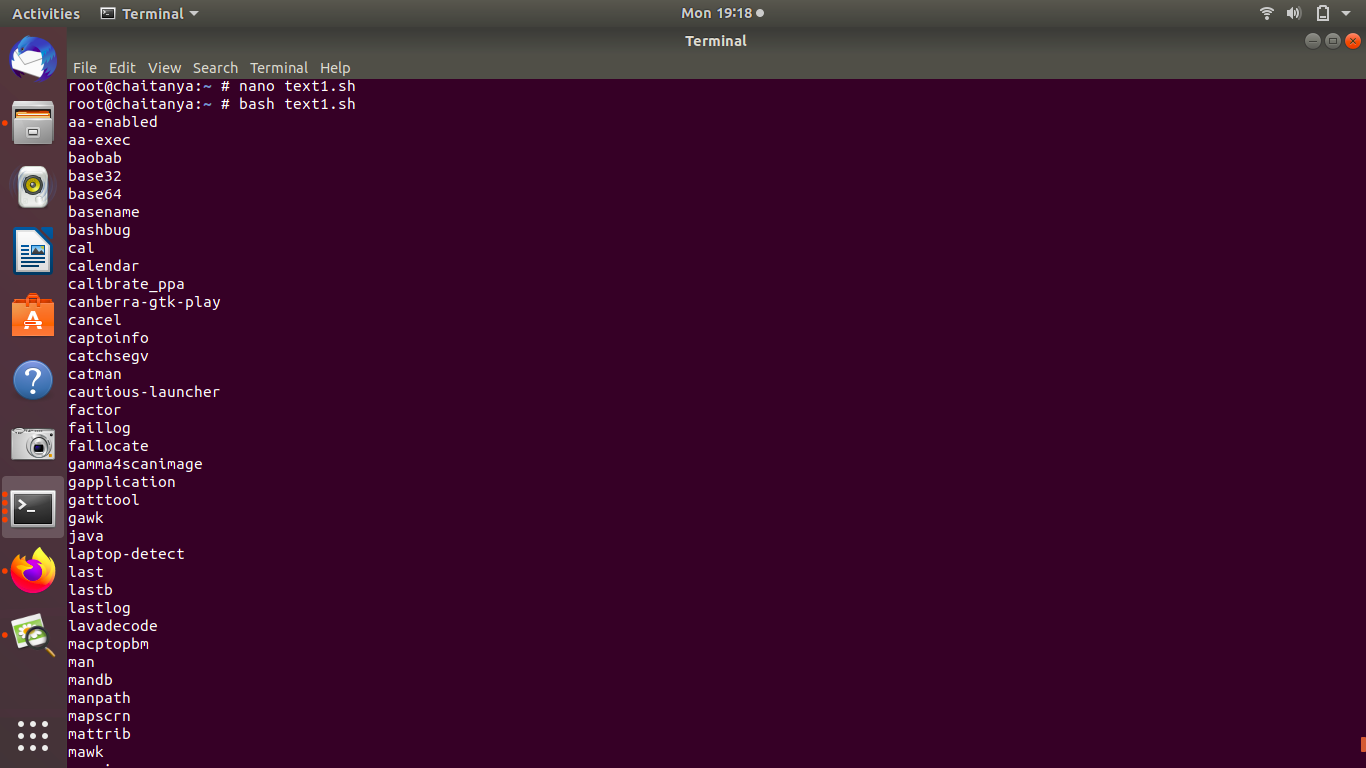 Activities Terminal Mon 19:18
Terminal
File Edit View Search Terminal Help
root@chaitanya:~ # nano text1.sh
root@chaitanya:~ # bash text1.sh
aa-enabled
aa-exec
baobab
base32
base64
basename
bashbug
cal
calendar
calibrate_ppa
canberra-gtk-play
cancel
captoinfo
catchsegv
catman
cautious-launcher
factor
faillog
fallocate
gamma4scanimage
gapplication
gatttool
gawk
java
laptop-detect
last
lastb
lastlog
lavadecode
macptopbm
man
mandb
manpath
mapscrn
mattrib
mawk